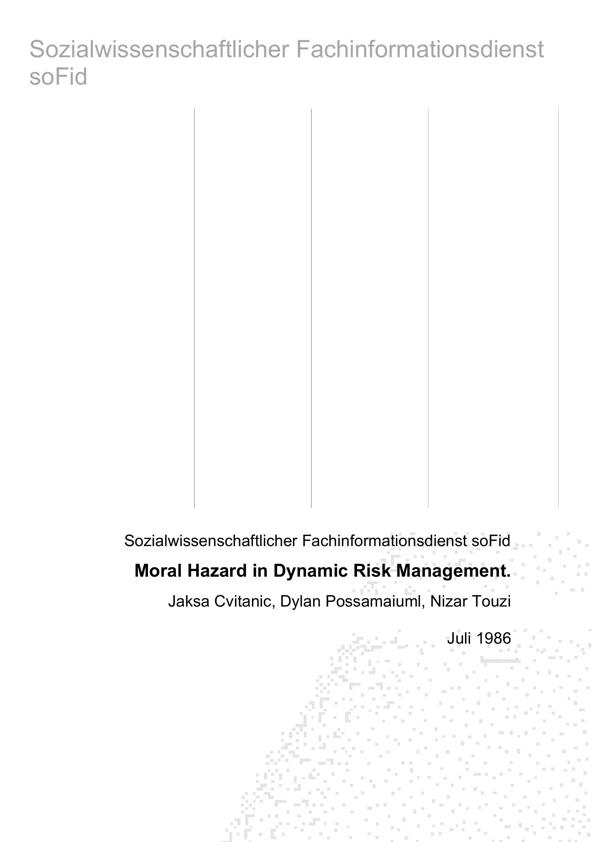 Sozialwissenschaftlicher Fachinformationsdienst
soFid
Sozialwissenschaftlicher Fachinformationsdienst soFid
Moral Hazard in Dynamic Risk Management.
Jaksa Cvitanic, Dylan Possamaiuml, Nizar Touzi
Juli 1986